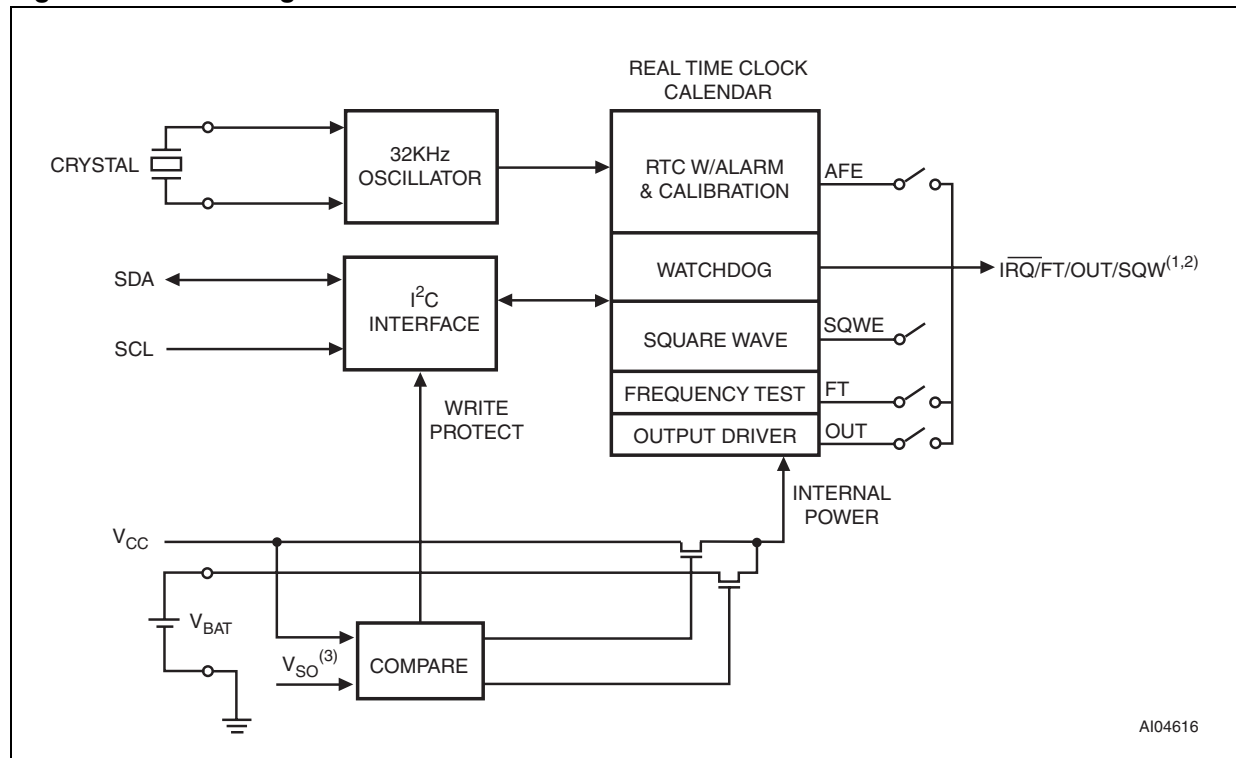 REAL TIME CLOCK
CALENDAR
CRYSTAL
32KHz
OSCILLATOR
RTC W/ALARM
& CALIBRATION
AFE
WATCHDOG
IRQ/FT/OUT/SQW(1,2)
SDA
SCL
I2C
INTERFACE
SQUARE WAVE
SQWE
FREQUENCY TEST
FT
OUTPUT DRIVER
OUT
WRITE
PROTECT
INTERNAL
POWER
VCC
VBAT
VSO(3)
COMPARE
AI04616